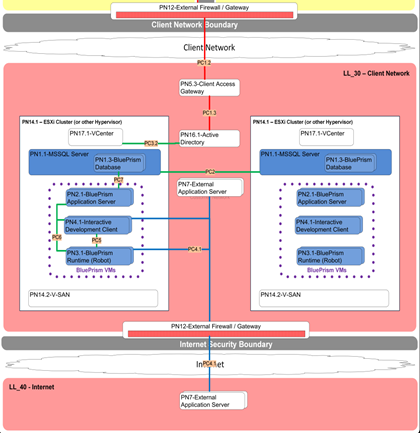 PN12-External Firewall / Gateway
Client Network Boundary
Client Network
PC1.2
LL_30 – Client Network
PN5.3-Client Access
Gateway
PC1.3
PN14.1 – ESXi Cluster (or other Hypervisor)
PN14.1 – ESXi Cluster (or other Hypervisor)
PN17.1-VCenter
PC3.2
PN16.1-Active
Directory
PN17.1-VCenter
PN1.1-MSSQL Server
PN1.3-BluePrism
Database
PC2
PN1.1-MSSQL Server
PN1.3-BluePrism
Database
PC7
PN7-External
Application Server
PN2.1-BluePrism
Application Server
PN2.1-BluePrism
Application Server
PN4.1-Interactive
Development Client
PN4.1-Interactive
Development Client
PC6
PC5
PC4.1
PN3.1-BluePrism
Runtime (Robot)
PN3.1-BluePrism
Runtime (Robot)
BluePrism VMs
BluePrism VMs
PN14.2-V-SAN
PN14.2-V-SAN
PN12-External Firewall / Gateway
Internet Security Boundary
PC4.1
LL_40 - Internet
PN7-External
Application Server